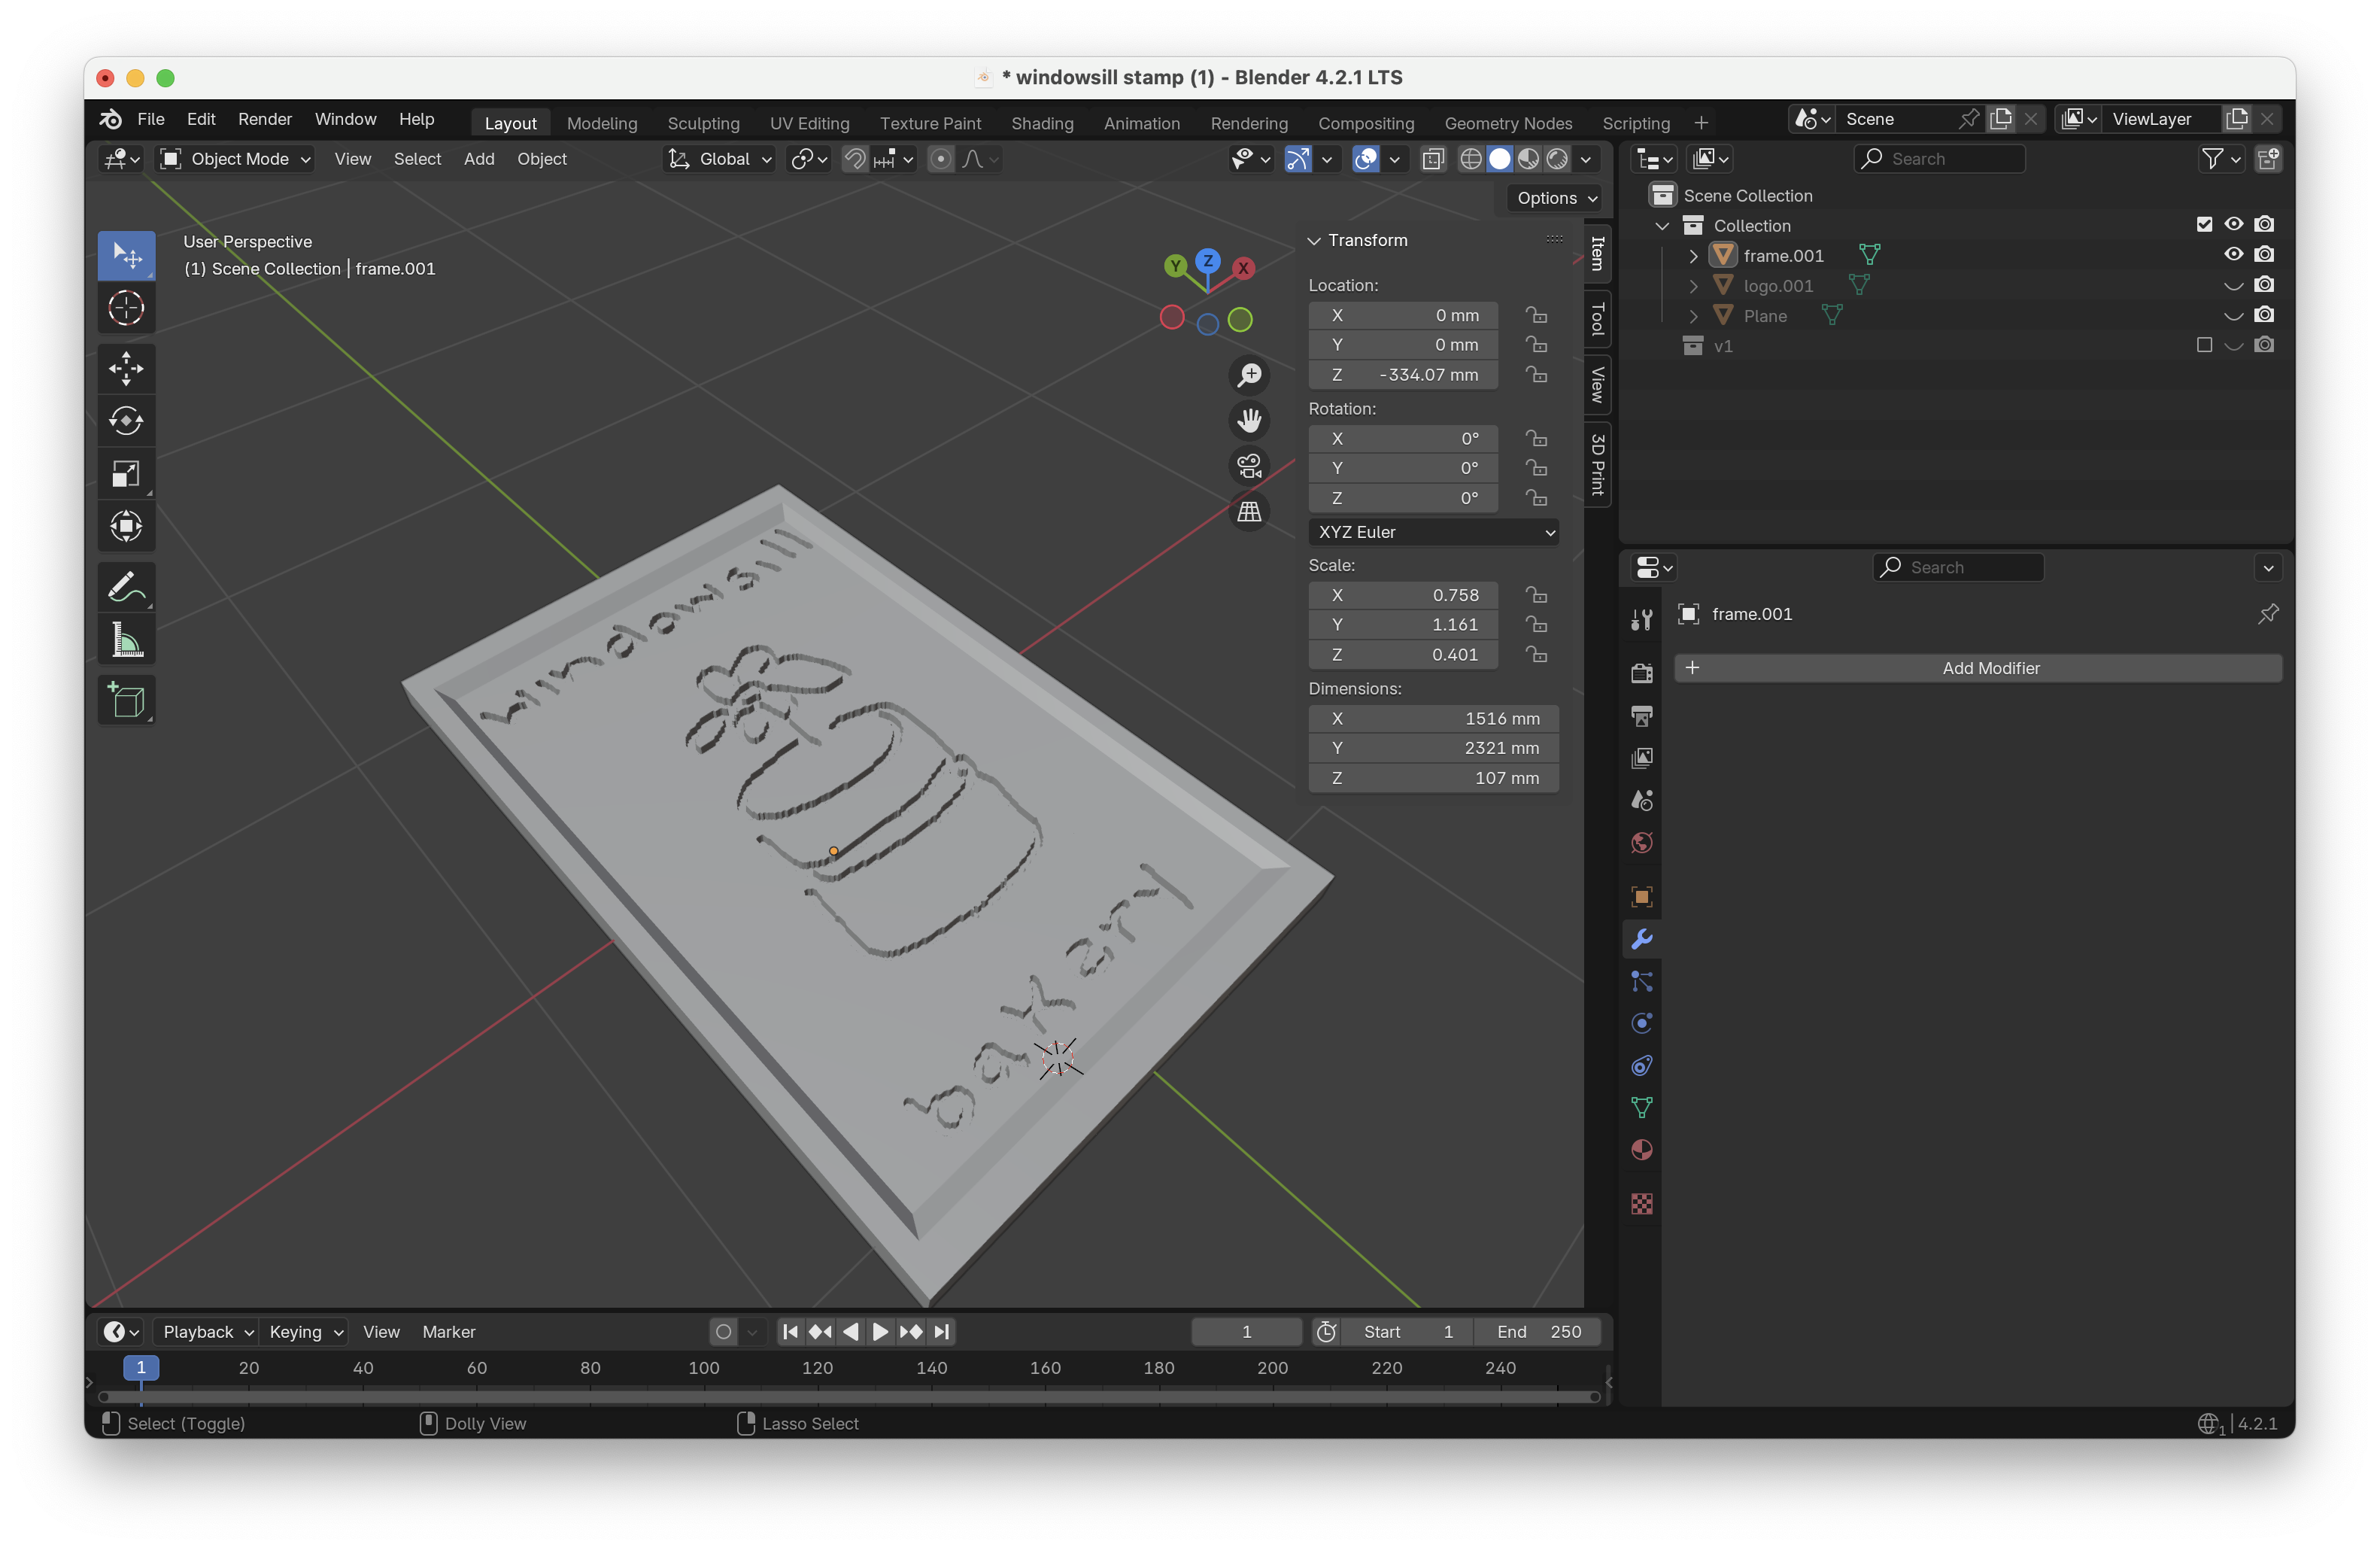 * windowsill stamp (1) - Blender 4.2.1 LTS
File Edit Render Window Help Layout Modeling Sculpting UV Editing Texture Paint Shading Animation Rendering Compositing Geometry Nodes Scripting + Scene ViewLayer
Object Mode View Select Add Object Global Search
Options
User Perspective
(1) Scene Collection | frame.001
Y Z X
Transform
Location:
X 0 mm
Y 0 mm
Z -334.07 mm
Rotation:
X 0°
Y 0°
Z 0°
XYZ Euler
Scale:
X 0.758
Y 1.161
Z 0.401
Dimensions:
X 1516 mm
Y 2321 mm
Z 107 mm
Item
Tool
View
3D Print
windowsill
bakery
Scene Collection
Collection
frame.001
logo.001
Plane
v1
Search
frame.001
+ Add Modifier
Playback Keying View Marker 1 Start 1 End 250
1 20 40 60 80 100 120 140 160 180 200 220 240
Select (Toggle) Dolly View Lasso Select 1 | 4.2.1